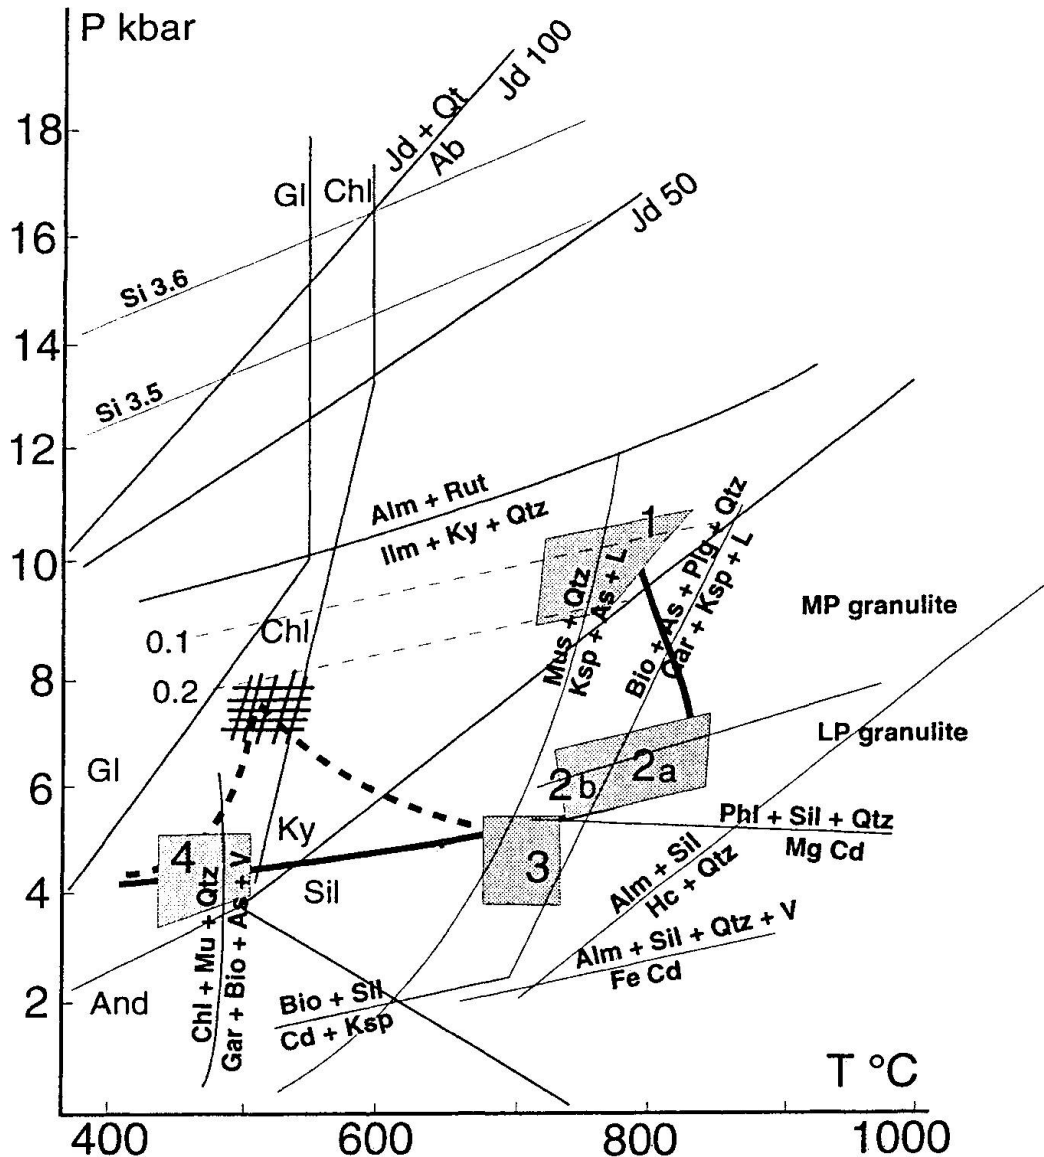 P kbar
Jd 100
Jd + Qt
Ab
18
Gl
Chl
Jd 50
16
Si 3.6
14
Si 3.5
12
Alm + Rut
Ilm + Ky + Qtz
1
10
Mus + Qtz
Ksp + As + L
Bio + As + Plg + Qtz
Gar + Ksp + L
MP granulite
0.1
Chl
0.2
8
LP granulite
Gl
6
2b
2a
Phl + Sil + Qtz
Mg Cd
Ky
4
3
Sil
Alm + Sil
Hc + Qtz
4
Chl + Mu + Qtz
Gar + Bio + As + V
Alm + Sil + Qtz + V
Fe Cd
And
2
Bio + Sil
Cd + Ksp
T °C
400
600
800
1000